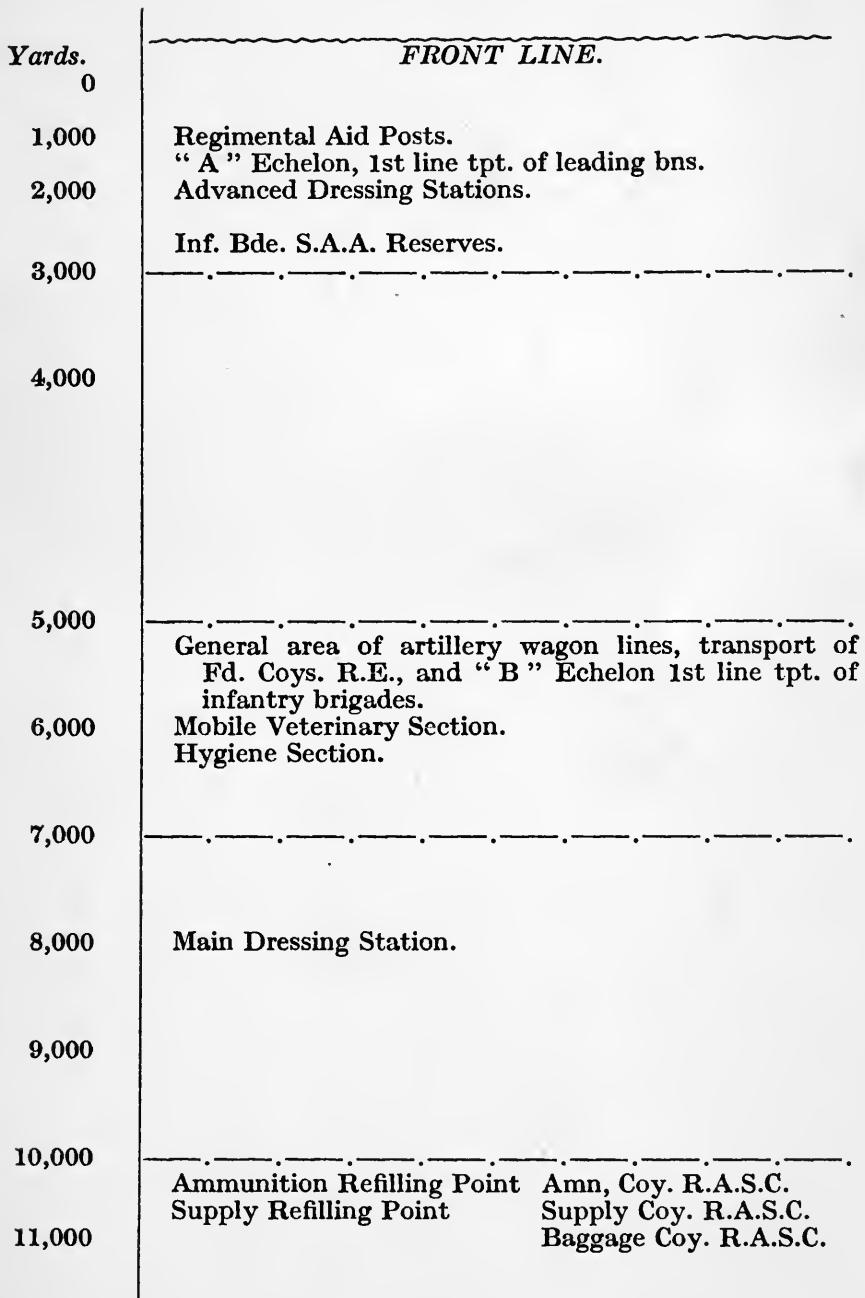 Yards. FRONT LINE.
0
1,000 Regimental Aid Posts.
“ A ” Echelon, 1st line tpt. of leading bns.
2,000 Advanced Dressing Stations.
Inf. Bde. S.A.A. Reserves.
3,000
4,000
5,000
General area of artillery wagon lines, transport of
Fd. Coys. R.E., and “ B ” Echelon 1st line tpt. of
infantry brigades.
6,000 Mobile Veterinary Section.
Hygiene Section.
7,000
8,000 Main Dressing Station.
9,000
10,000
Ammunition Refilling Point Amn, Coy. R.A.S.C.
Supply Refilling Point Supply Coy. R.A.S.C.
11,000 Baggage Coy. R.A.S.C.